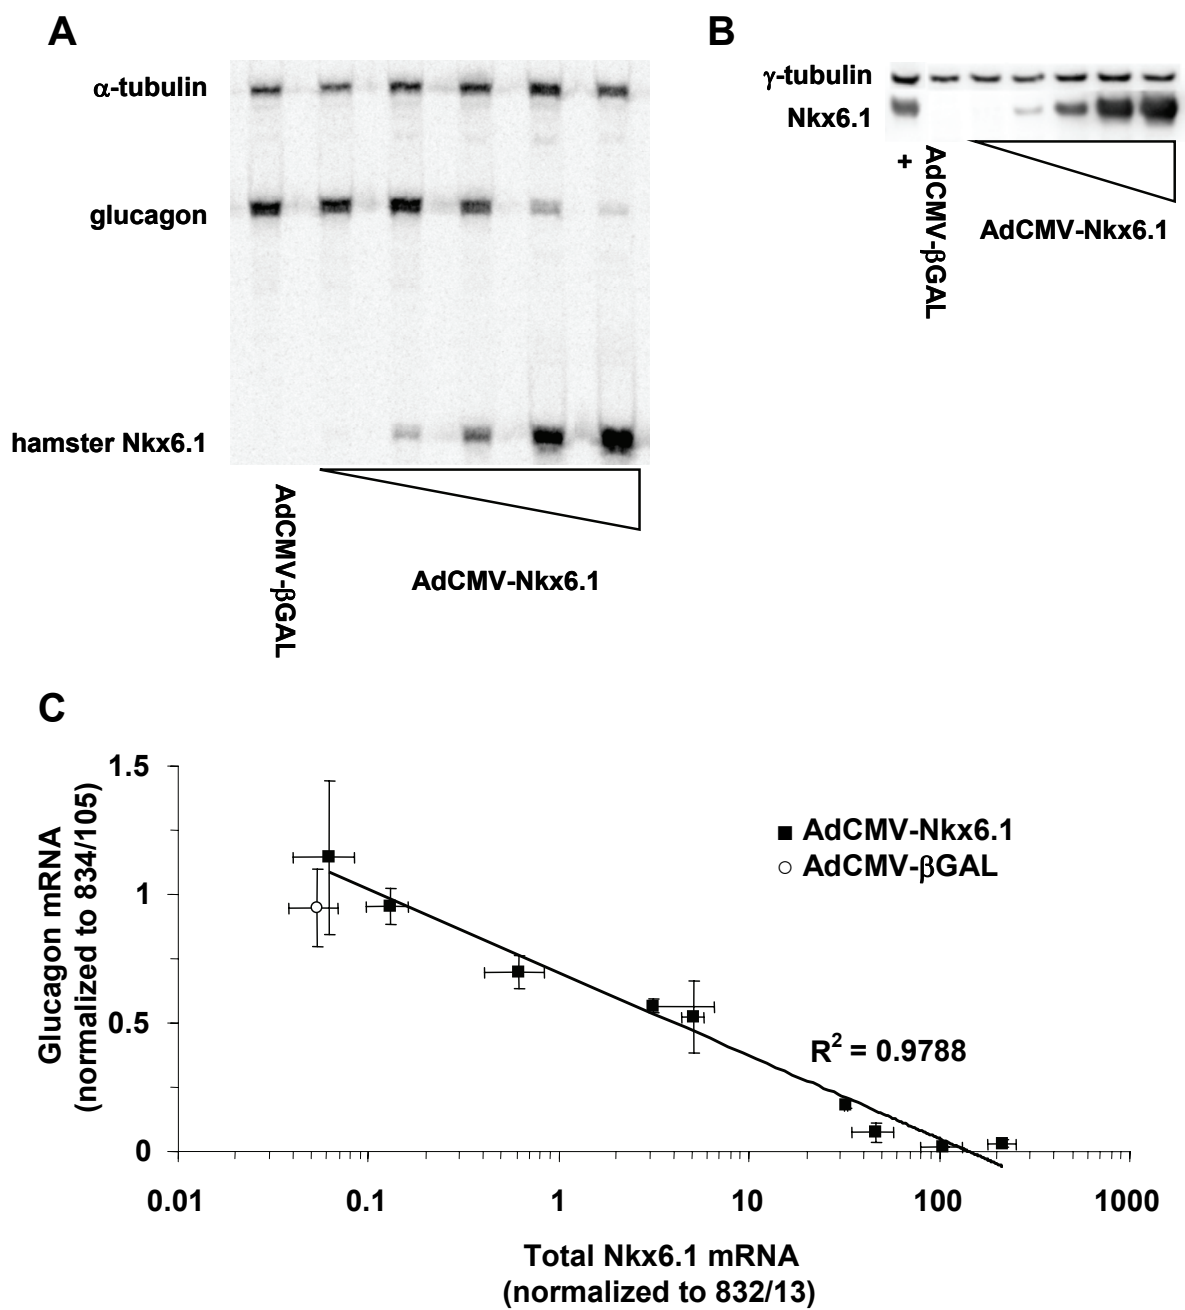 A
α-tubulin
glucagon
hamster Nkx6.1
AdCMV-βGAL
AdCMV-Nkx6.1
B
γ-tubulin
Nkx6.1
+
AdCMV-βGAL
AdCMV-Nkx6.1
C
Glucagon mRNA
(normalized to 834/105)
1.5
1
0.5
0
AdCMV-Nkx6.1
AdCMV-βGAL
R² = 0.9788
0.01 0.1 1 10 100 1000
Total Nkx6.1 mRNA
(normalized to 832/13)